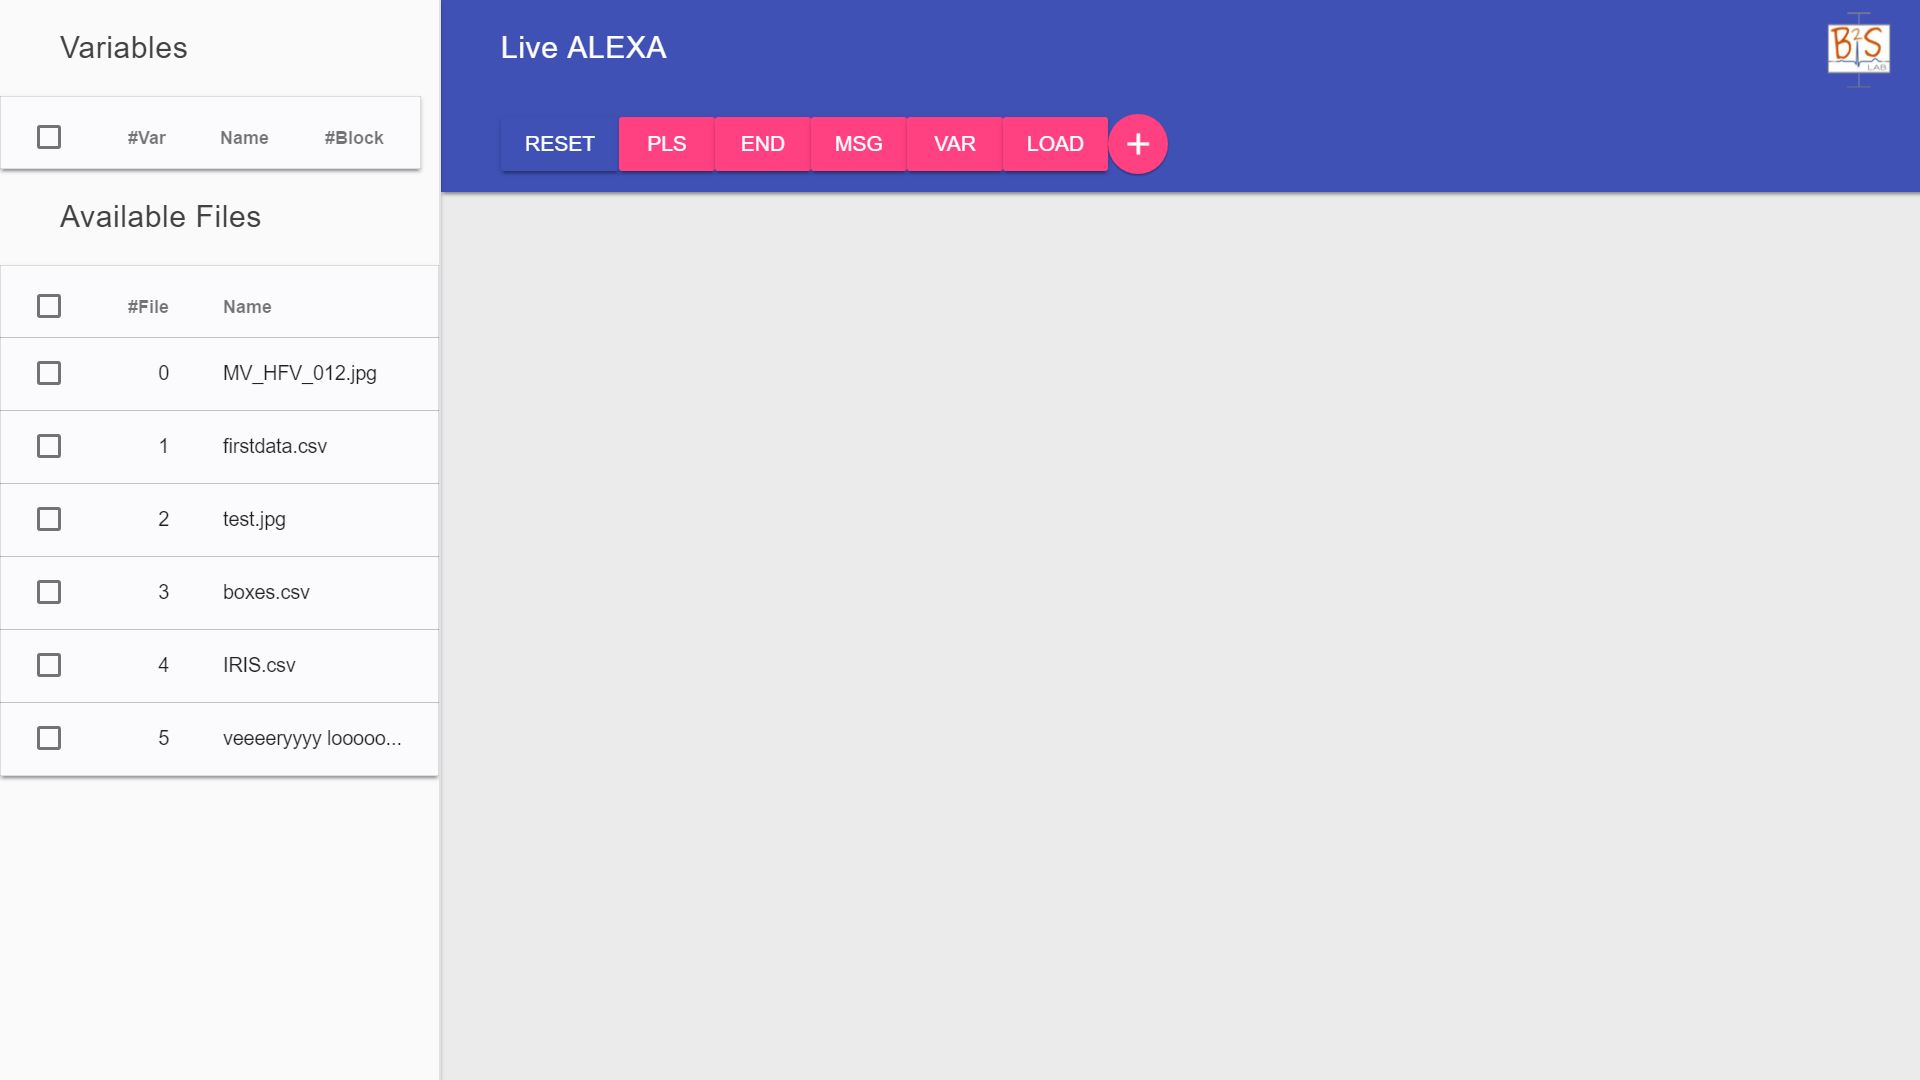 Variables
#Var Name #Block
Available Files
#File Name
0 MV_HFV_012.jpg
1 firstdata.csv
2 test.jpg
3 boxes.csv
4 IRIS.csv
5 veeeeryyyy looooo...
Live ALEXA
B2S
LAB
RESET PLS END MSG VAR LOAD +